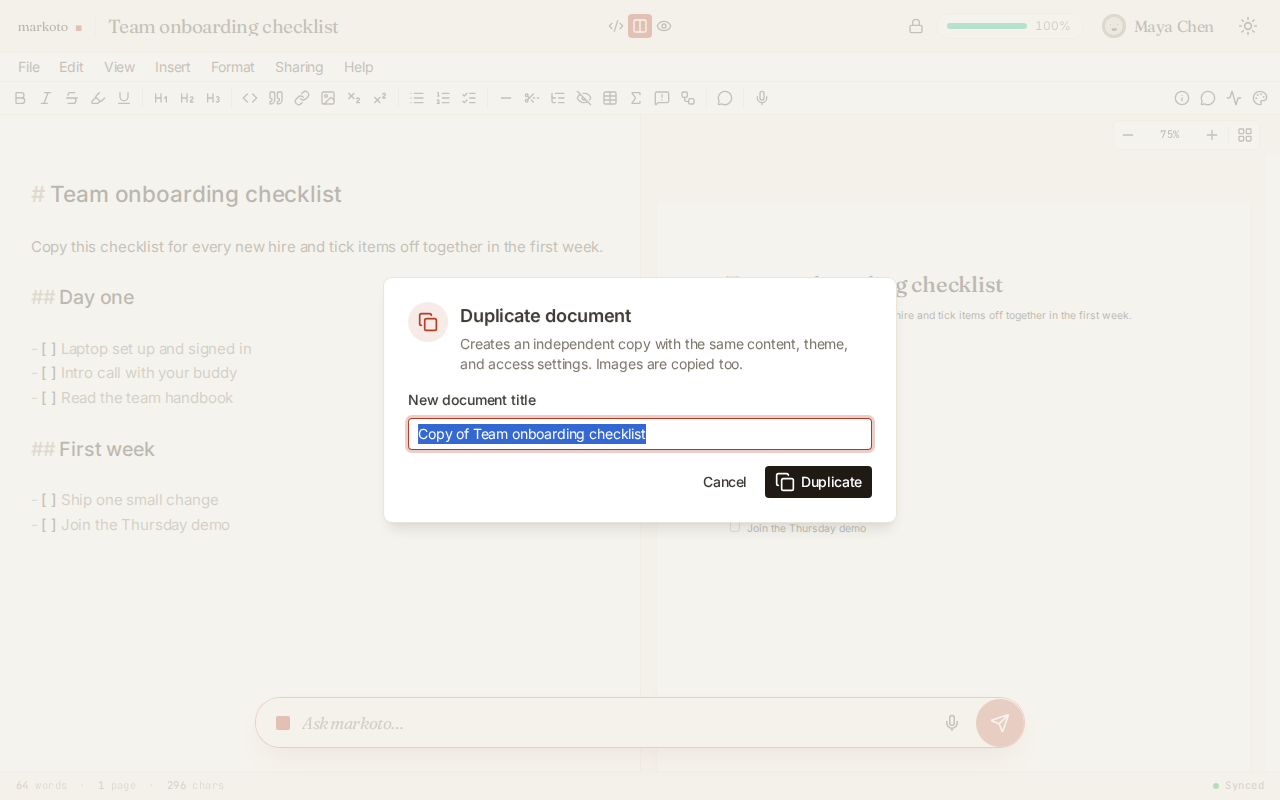 markoto
Team onboarding checklist
100%
Maya Chen
File Edit View Insert Format Sharing Help
B I S U H1 H2 H3 X2 X2
75%
# Team onboarding checklist
Copy this checklist for every new hire and tick items off together in the first week.
## Day one
- [ ] Laptop set up and signed in
- [ ] Intro call with your buddy
- [ ] Read the team handbook
## First week
- [ ] Ship one small change
- [ ] Join the Thursday demo
g checklist
hire and tick items off together in the first week.
Join the Thursday demo
Duplicate document
Creates an independent copy with the same content, theme,
and access settings. Images are copied too.
New document title
Copy of Team onboarding checklist
Cancel Duplicate
Ask markoto...
64 words · 1 page · 296 chars
Synced